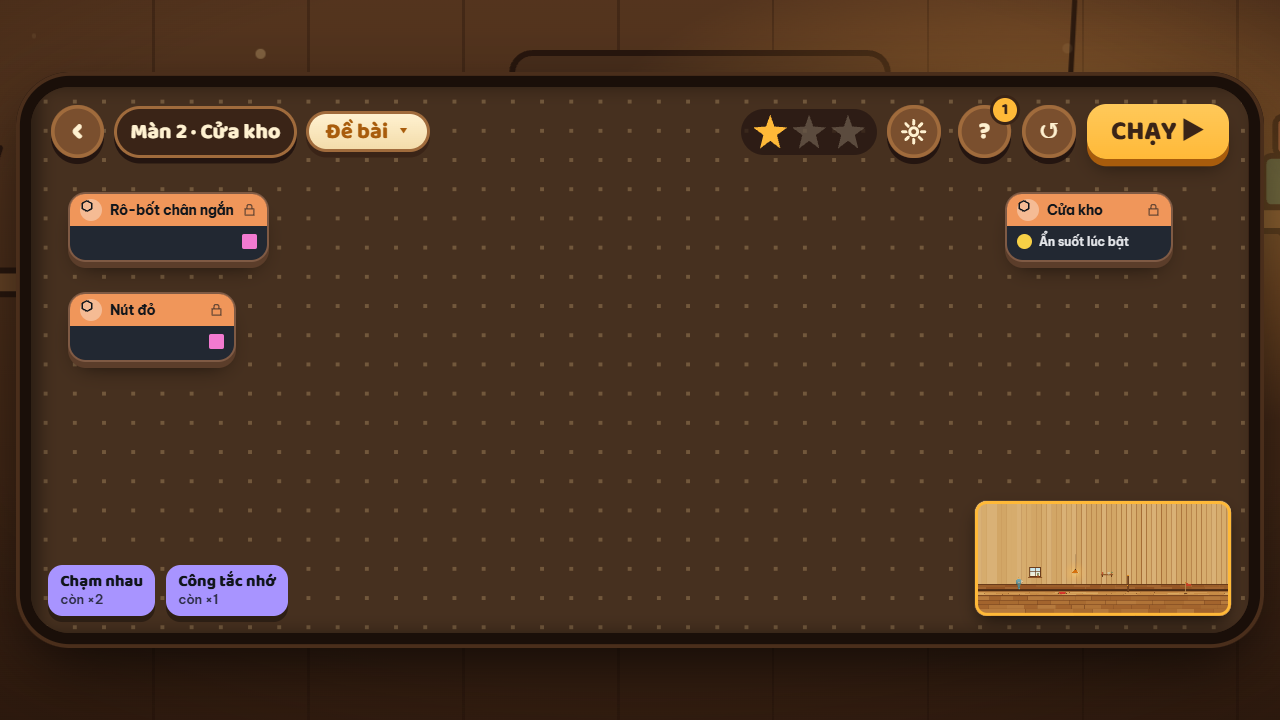 Màn 2 • Cửa kho
Đề bài
?
1
CHẠY
Rô-bốt chân ngắn
Cửa kho
Ẩn suốt lúc bật
Nút đỏ
Chạm nhau
còn ×2
Công tắc nhớ
còn ×1